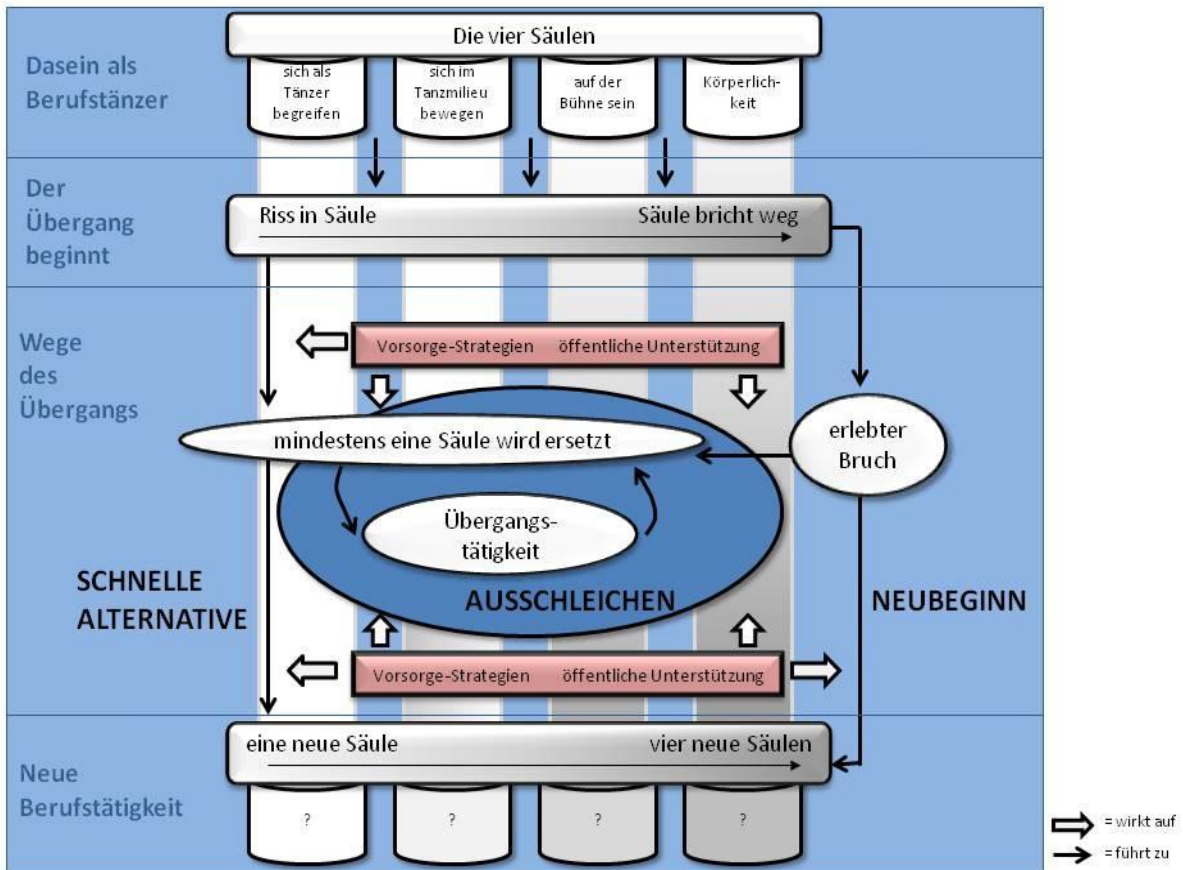 Die vier Säulen
Dasein als
Berufstänzer
sich als
Tänzer
begreifen
sich im
Tanzmilieu
bewegen
auf der
Bühne sein
Körperlich-
keit
Der
Übergang
beginnt
Riss in Säule
Säule bricht weg
Wege
des
Übergangs
Vorsorge-Strategien
öffentliche Unterstützung
mindestens eine Säule wird ersetzt
erlebter
Bruch
Übergangs-
tätigkeit
SCHNELLE
ALTERNATIVE
AUSSCHLEICHEN
NEUBEGINN
Vorsorge-Strategien
öffentliche Unterstützung
Neue
Berufstätigkeit
eine neue Säule
vier neue Säulen
?
?
?
?
= wirkt auf
= führt zu